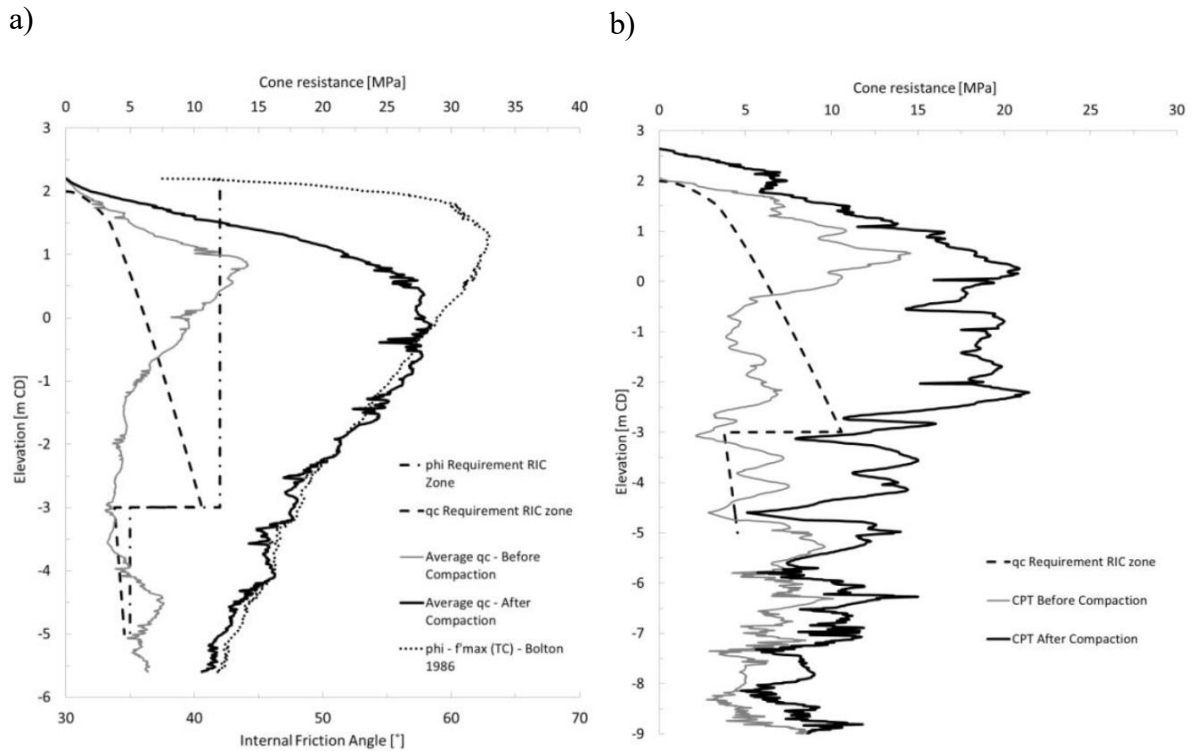 a)
Cone resistance [MPa]
0 5 10 15 20 25 30 35 40
3
2
1
0
-1
-2
-3
-4
-5
-6
Elevation [m CD]
phi Requirement RIC
Zone
qc Requirement RIC zone
Average qc - Before
Compaction
Average qc - After
Compaction
phi - f'max (TC) - Bolton
1986
30 40 50 60 70
Internal Friction Angle [°]
b)
Cone resistance [MPa]
0 5 10 15 20 25 30
3
2
1
0
-1
-2
-3
-4
-5
-6
-7
-8
-9
Elevation [m CD]
qc Requirement RIC zone
CPT Before Compaction
CPT After Compaction